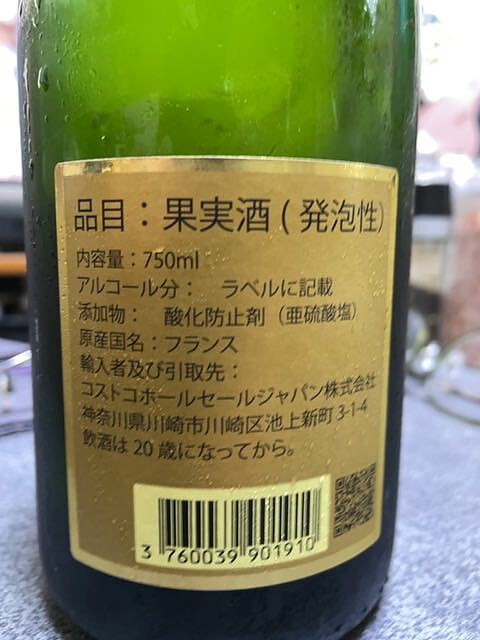 品目：果実酒（発泡性）
内容量：750ml
アルコール分： ラベルに記載
添加物： 酸化防止剤（亜硫酸塩）
原産国名：フランス
輸入者及び引取先：
コストコホールセールジャパン株式会社
神奈川県川崎市川崎区池上新町 3-1-4
飲酒は 20 歳になってから。
3 760039 901910